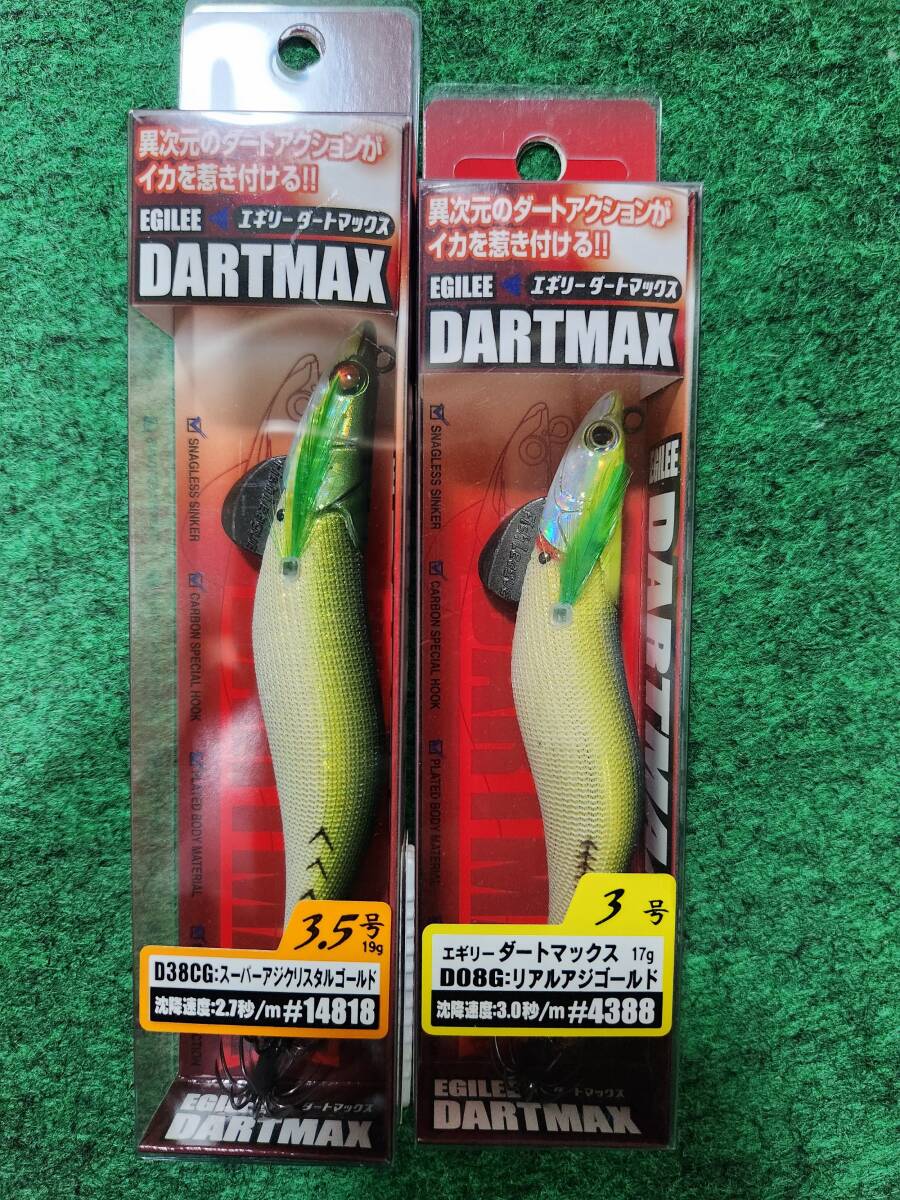 異次元のダートアクションが
イカを惹き付ける!!
EGILEE エギリー ダートマックス
DARTMAX
SNAGLESS SINKER
CARBON SPECIAL HOOK
PLATED BODY MATERIAL
3.5号
19g
D38CG:スーパーアジクリスタルゴールド
沈降速度:2.7秒/m #14818
ダートマックス
DARTMAX
異次元のダートアクションが
イカを惹き付ける!!
EGILEE エギリー ダートマックス
DARTMAX
SNAGLESS SINKER
CARBON SPECIAL HOOK
PLATED BODY MATERIAL
EGILEE
3号
エギリー ダートマックス 17g
D08G:リアルアジゴールド
沈降速度:3.0秒/m #4388
EGILEE ダートマックス
DARTMAX